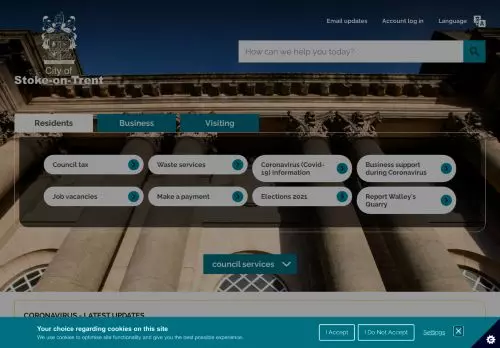 Email updates
Account log in
Language
City of
Stoke-on-Trent
How can we help you today?
Residents
Business
Visiting
Council tax
Waste services
Coronavirus (Covid-
19) information
Business support
during Coronavirus
Job vacancies
Make a payment
Elections 2021
Report Walley's
Quarry
council services
CORONAVIRUS - LATEST UPDATES
Your choice regarding cookies on this site
We use cookies to optimise site functionality and give you the best possible experience.
I Accept
I Do Not Accept
Settings